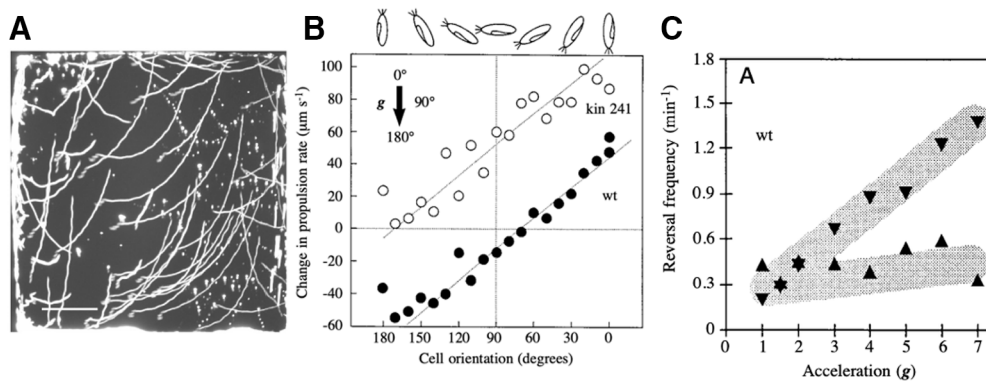 A
B
C
Change in propulsion rate (μm s⁻¹)
100
80
60
40
20
0
-20
-40
-60
0°
g
90°
180°
kin 241
wt
180
150
120
90
60
30
0
Cell orientation (degrees)
Reversal frequency (min⁻¹)
1.8
1.5
1.2
0.9
0.6
0.3
0
A
wt
1
2
3
4
5
6
7
Acceleration (g)